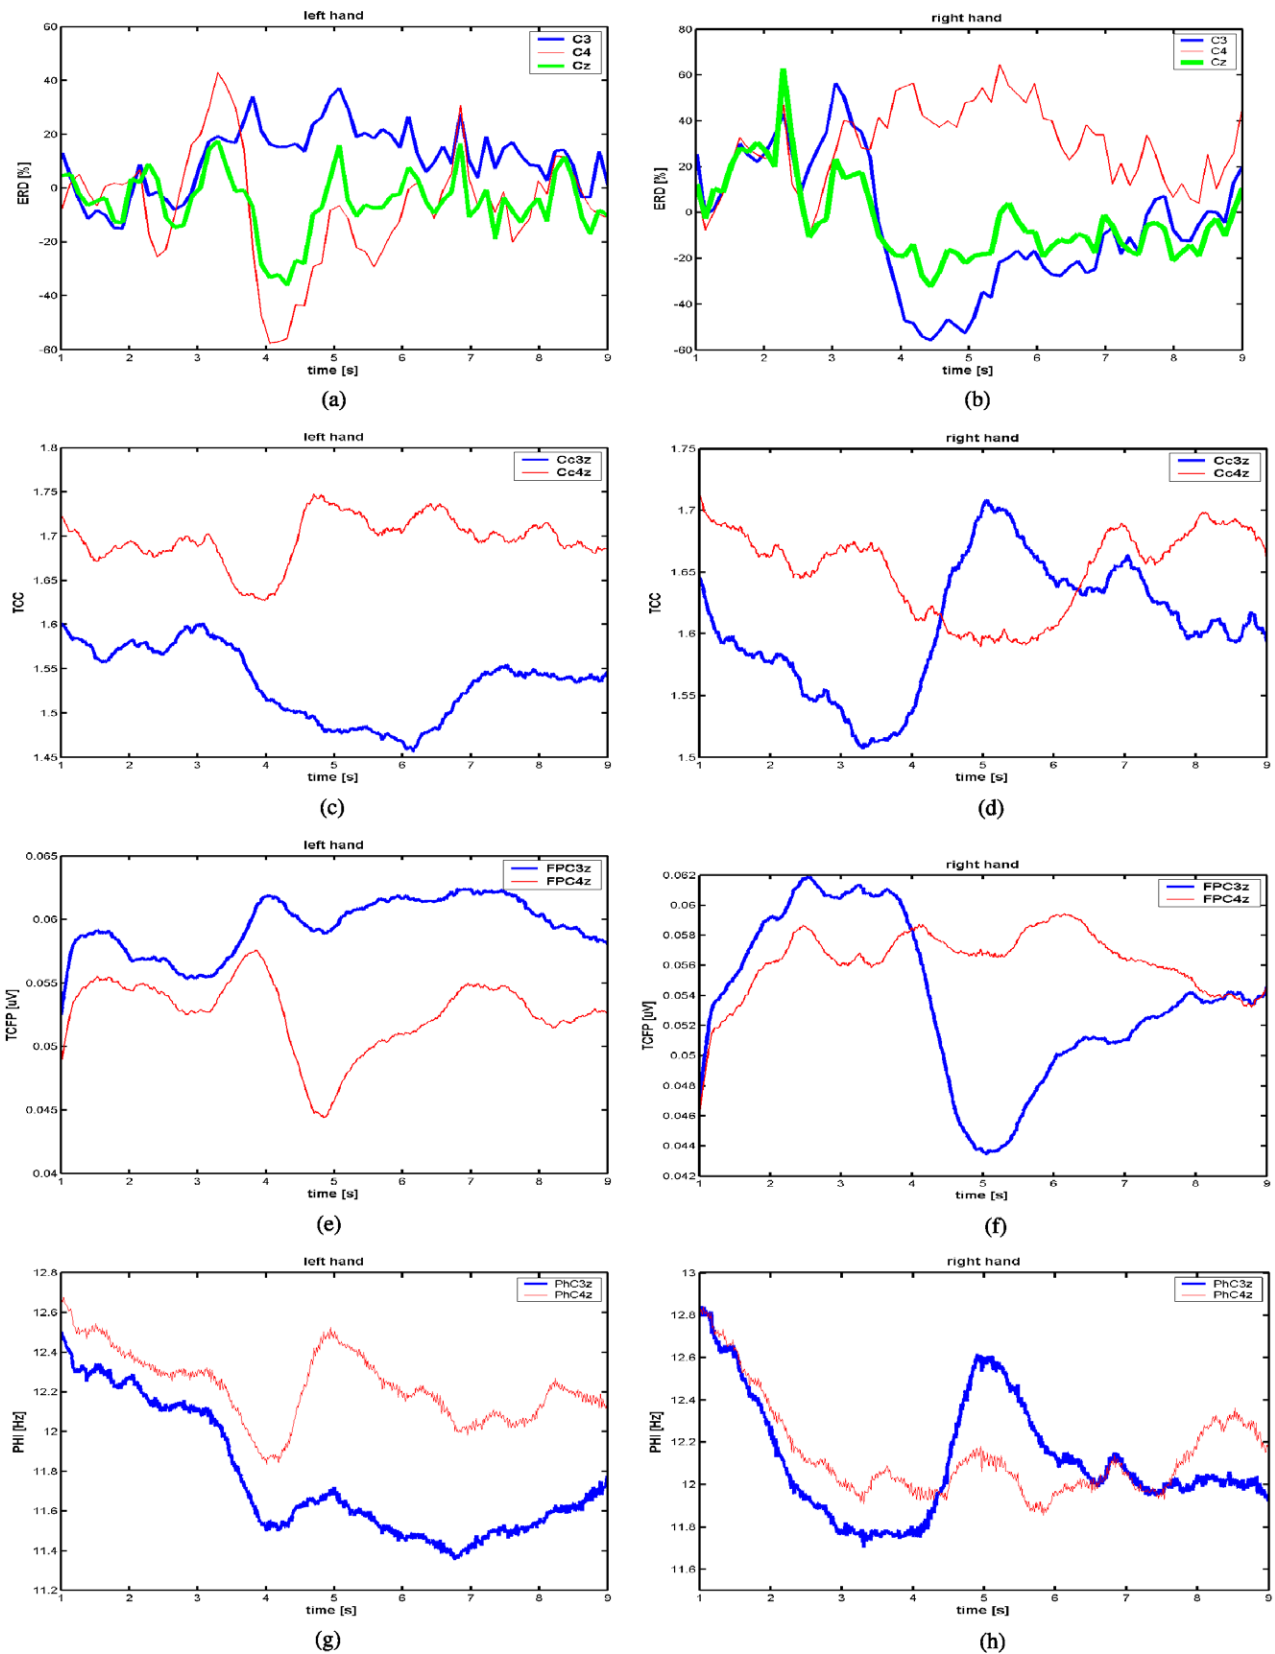 left hand
60
40
20
0
-20
-40
-60
ERD [%]
C3
C4
Cz
1 2 3 4 5 6 7 8 9
time [s]
(a)
right hand
80
60
40
20
0
-20
-40
-60
ERD [%]
C3
C4
Cz
1 2 3 4 5 6 7 8 9
time [s]
(b)
left hand
1.8
1.75
1.7
1.65
1.6
1.55
1.5
1.45
TCC
Cc3z
Cc4z
1 2 3 4 5 6 7 8 9
time [s]
(c)
right hand
1.75
1.7
1.65
1.6
1.55
1.5
TCC
Cc3z
Cc4z
1 2 3 4 5 6 7 8 9
time [s]
(d)
left hand
0.065
0.06
0.055
0.05
0.045
0.04
TCFP [uV]
FPC3z
FPC4z
1 2 3 4 5 6 7 8 9
time [s]
(e)
right hand
0.062
0.06
0.058
0.056
0.054
0.052
0.05
0.048
0.046
0.044
0.042
TCFP [uV]
FPC3z
FPC4z
1 2 3 4 5 6 7 8 9
time [s]
(f)
left hand
12.8
12.6
12.4
12.2
12
11.8
11.6
11.4
11.2
PHI [Hz]
PhC3z
PhC4z
1 2 3 4 5 6 7 8 9
time [s]
(g)
right hand
13
12.8
12.6
12.4
12.2
12
11.8
11.6
PHI [Hz]
PhC3z
PhC4z
1 2 3 4 5 6 7 8 9
time [s]
(h)